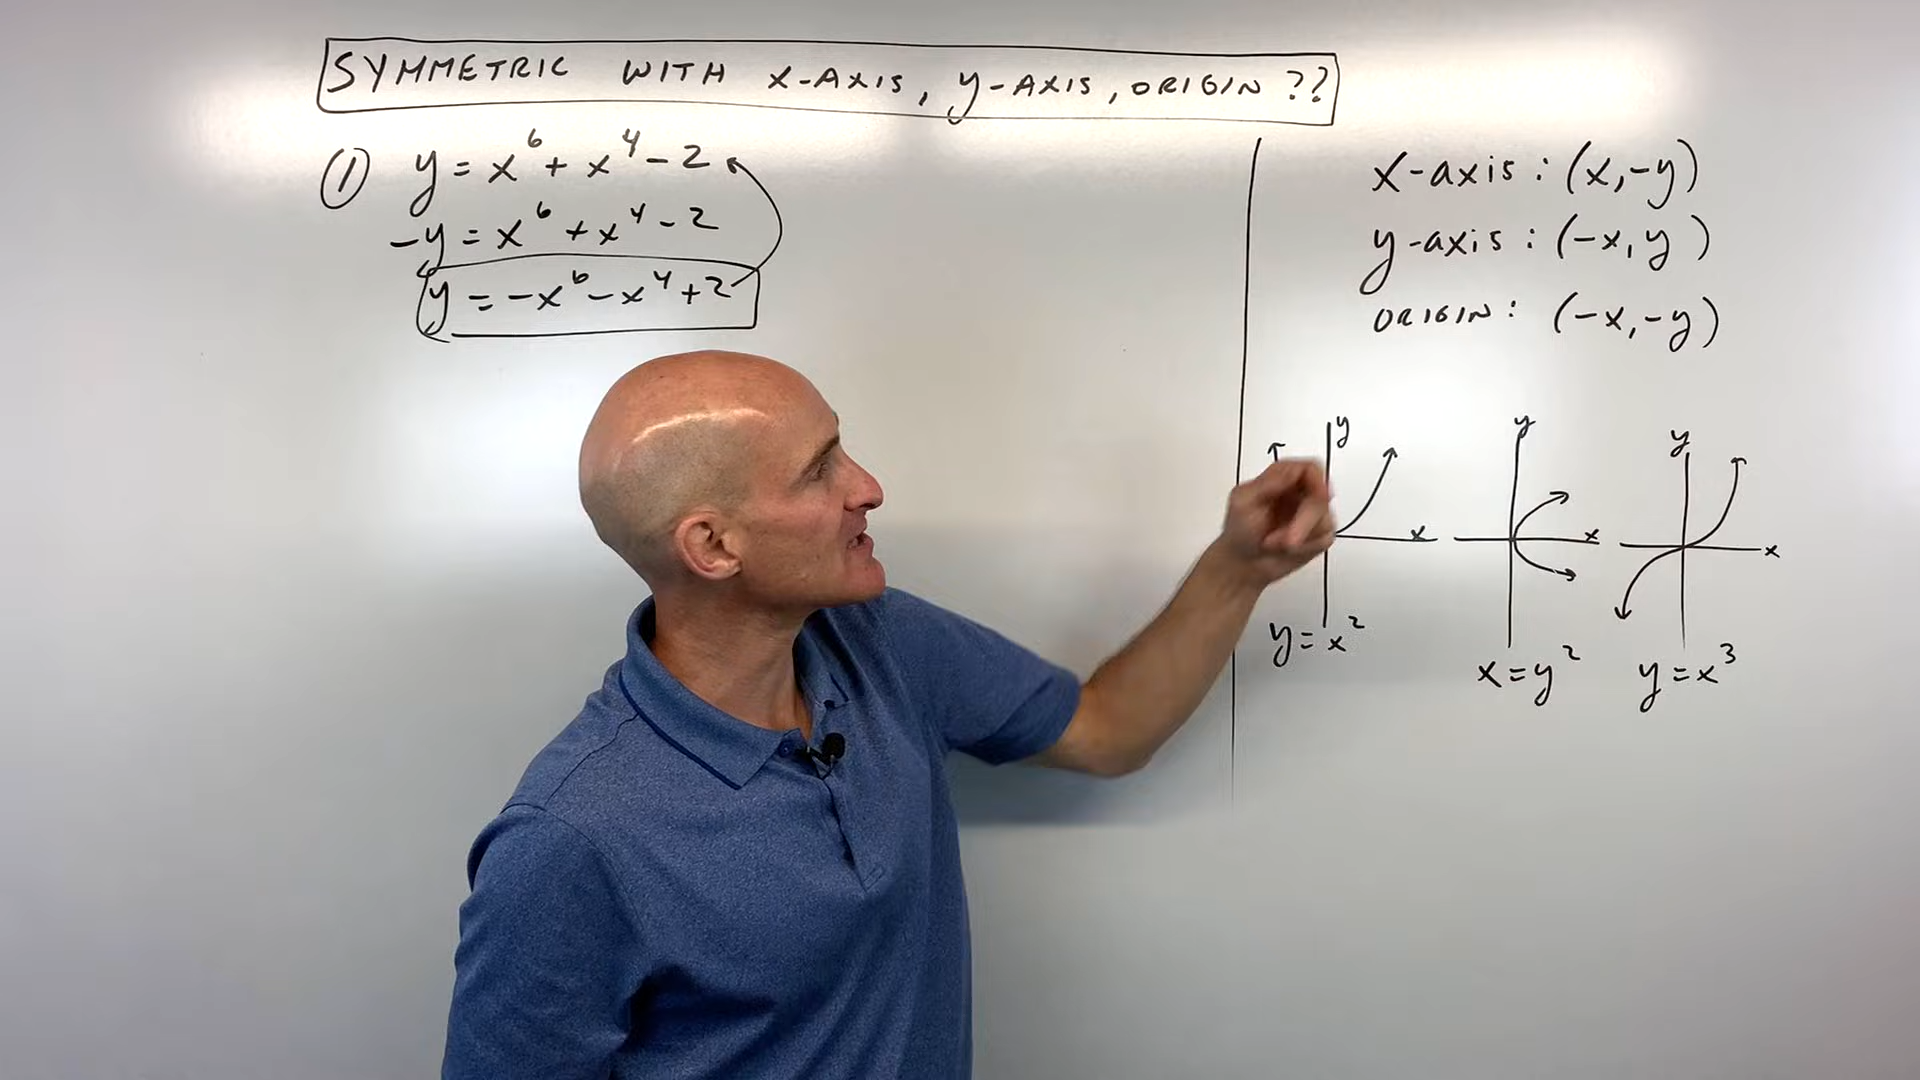 SYMMETRIC WITH X-AXIS, y-AXIS, ORIGIN ??
① y = x⁶ + x⁴ - 2
-y = x⁶ + x⁴ - 2
y = -x⁶ - x⁴ + 2
x-axis: (x,-y)
y-axis: (-x, y)
ORIGIN: (-x,-y)
y y y
x x x
y = x²
x = y²
y = x³